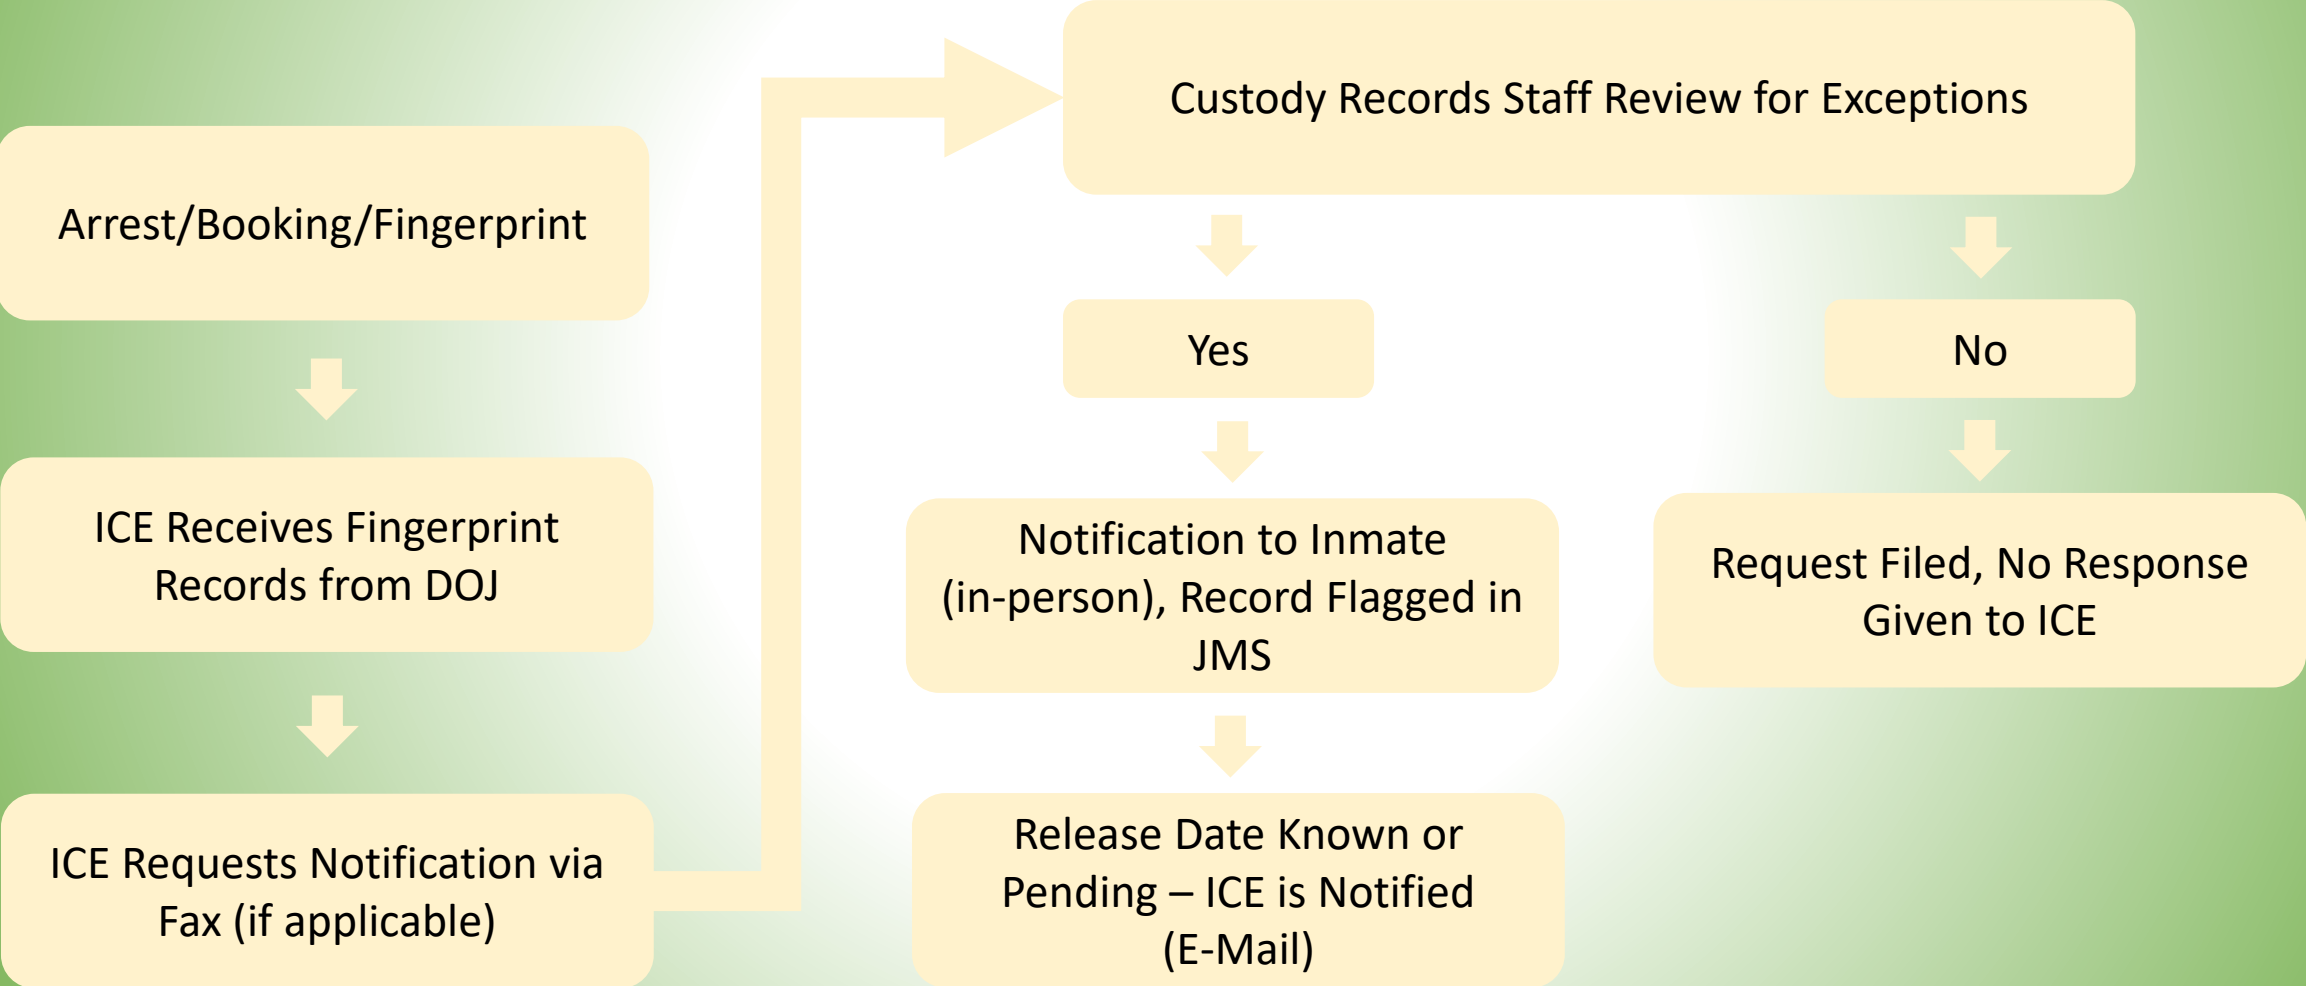 Arrest/Booking/Fingerprint
ICE Receives Fingerprint
Records from DOJ
ICE Requests Notification via
Fax (if applicable)
Custody Records Staff Review for Exceptions
Yes
Notification to Inmate
(in-person), Record Flagged in
JMS
Release Date Known or
Pending – ICE is Notified
(E-Mail)
No
Request Filed, No Response
Given to ICE